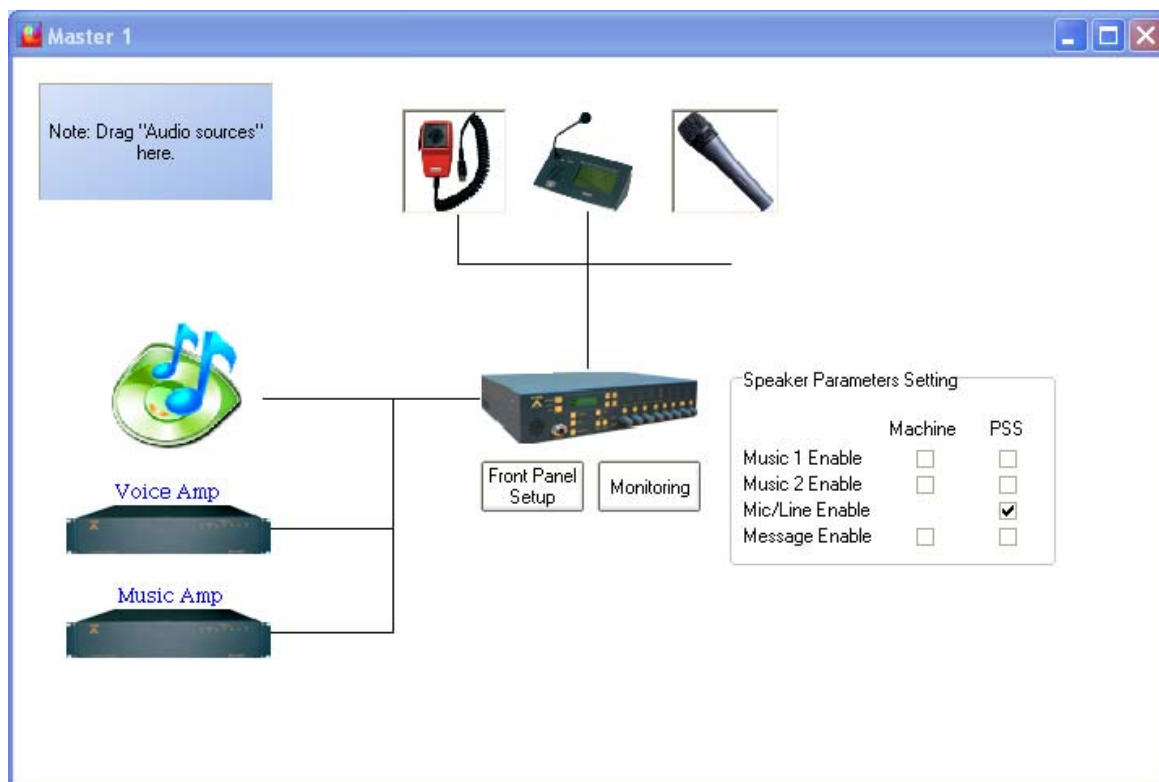 Master 1
Note: Drag "Audio sources"
here.
Speaker Parameters Setting
Machine PSS
Music 1 Enable
Music 2 Enable
Mic/Line Enable
Message Enable
Front Panel
Setup
Monitoring
Voice Amp
Music Amp